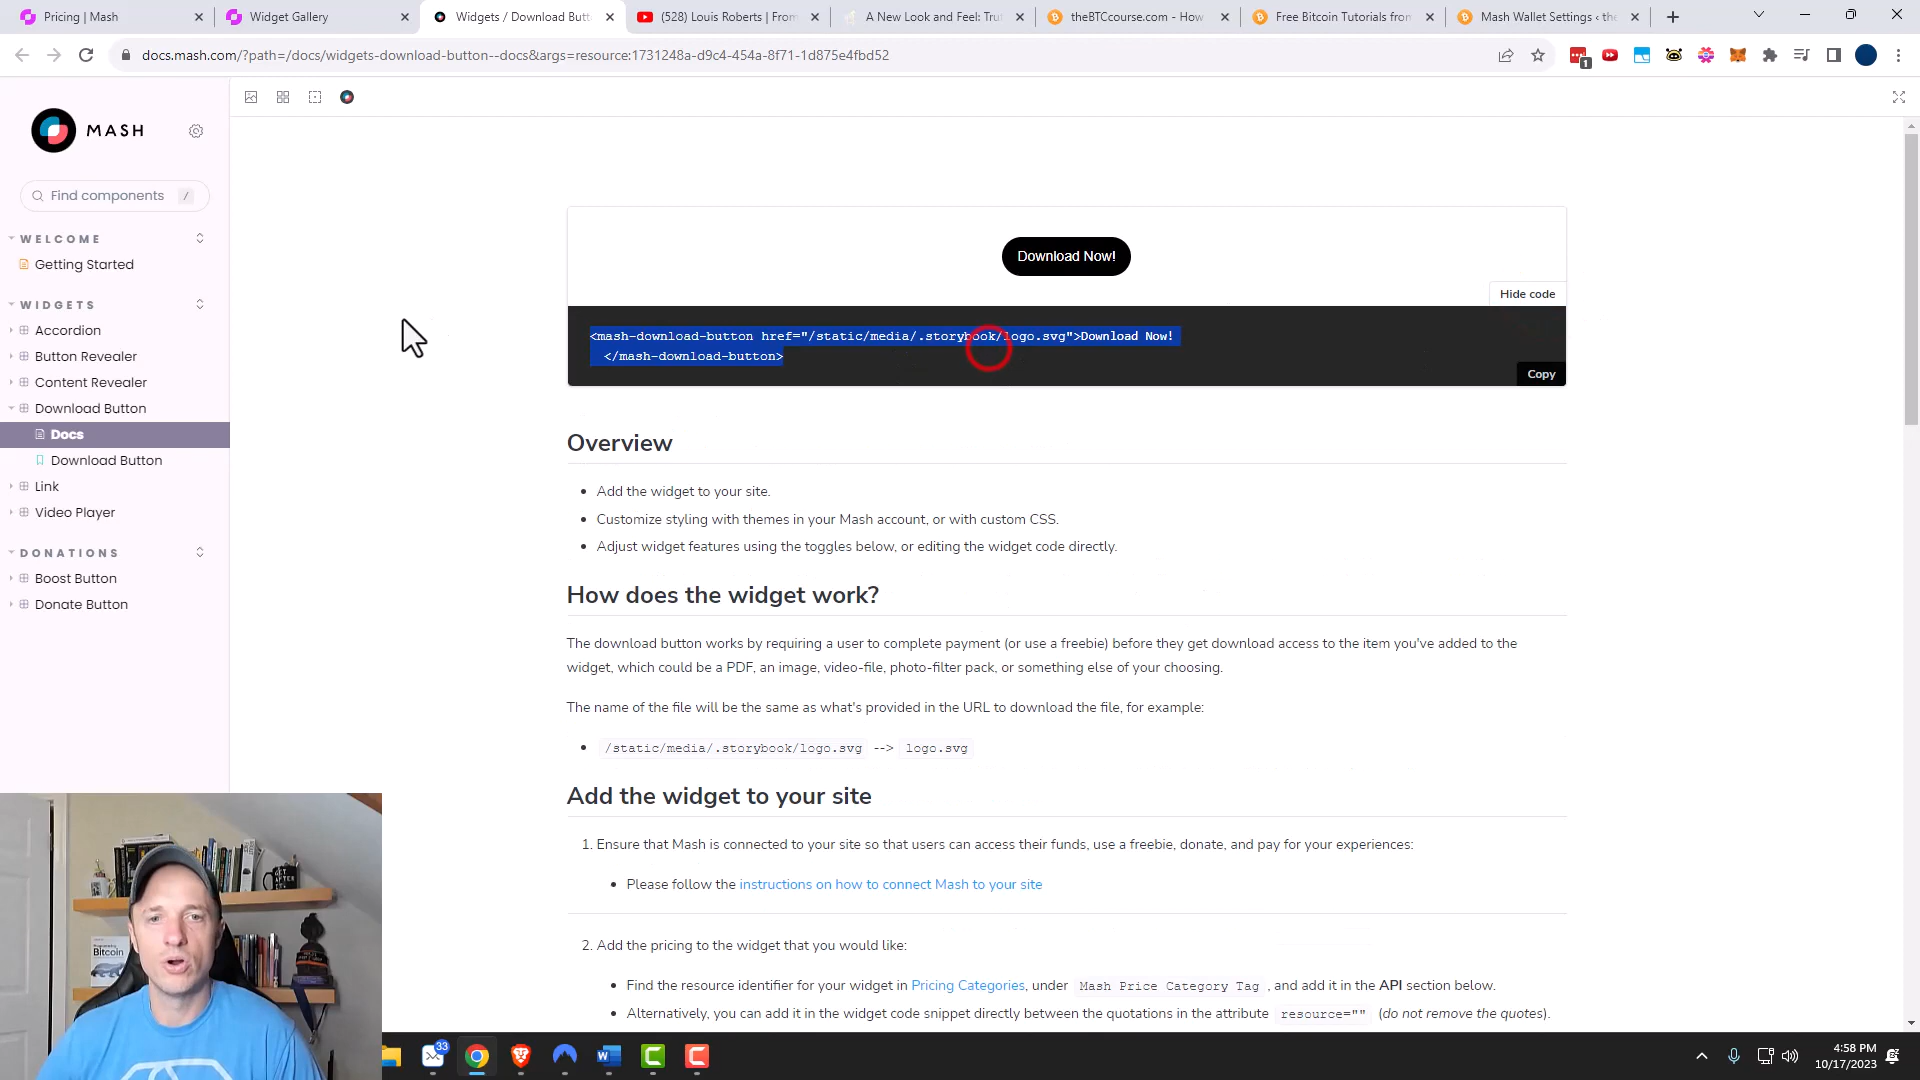 Pricing | Mash
Widget Gallery
Widgets / Download Butt
(528) Louis Roberts | From
A New Look and Feel: Tru
theBTCcourse.com - How
Free Bitcoin Tutorials from
Mash Wallet Settings ‹ the
docs.mash.com/?path=/docs/widgets-download-button--docs&args=resource:1731248a-d9c4-454a-8f71-1d875e4fbd52
1
MASH
Find components /
WELCOME
Getting Started
WIDGETS
Accordion
Button Revealer
Content Revealer
Download Button
Docs
Download Button
Link
Video Player
DONATIONS
Boost Button
Donate Button
Download Now!
Hide code
<mash-download-button href="/static/media/.storybook/logo.svg">Download Now!
</mash-download-button>
Copy
Overview
• Add the widget to your site.
• Customize styling with themes in your Mash account, or with custom CSS.
• Adjust widget features using the toggles below, or editing the widget code directly.
How does the widget work?
The download button works by requiring a user to complete payment (or use a freebie) before they get download access to the item you've added to the
widget, which could be a PDF, an image, video-file, photo-filter pack, or something else of your choosing.
The name of the file will be the same as what's provided in the URL to download the file, for example:
• /static/media/.storybook/logo.svg --> logo.svg
Add the widget to your site
1. Ensure that Mash is connected to your site so that users can access their funds, use a freebie, donate, and pay for your experiences:
• Please follow the instructions on how to connect Mash to your site
2. Add the pricing to the widget that you would like:
• Find the resource identifier for your widget in Pricing Categories, under Mash Price Category Tag , and add it in the API section below.
• Alternatively, you can add it in the widget code snippet directly between the quotations in the attribute resource="" (do not remove the quotes).
GET
AFTER
Bitcoin
33
4:58 PM
10/17/2023